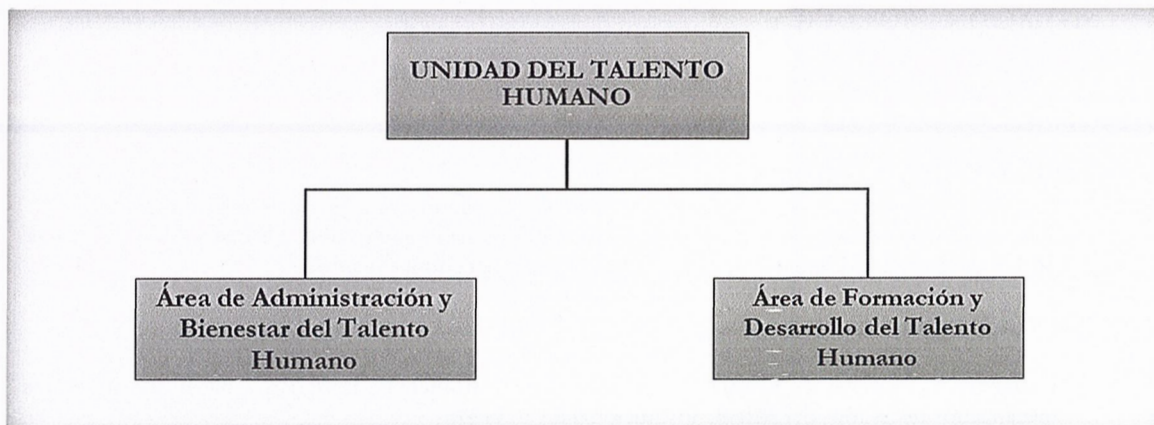 UNIDAD DEL TALENTO
HUMANO
Área de Administración y
Bienestar del Talento
Humano
Área de Formación y
Desarrollo del Talento
Humano